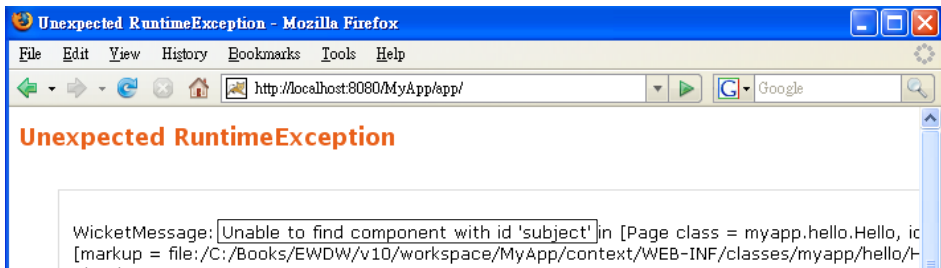 Unexpected RuntimeException - Mozilla Firefox
File Edit View History Bookmarks Tools Help
http://localhost:8080/MyApp/app/ G Google
Unexpected RuntimeException
WicketMessage: Unable to find component with id 'subject' in [Page class = myapp.hello.Hello, id
[markup = file:/C:/Books/EWDW/v10/workspace/MyApp/context/WEB-INF/classes/myapp/hello/H